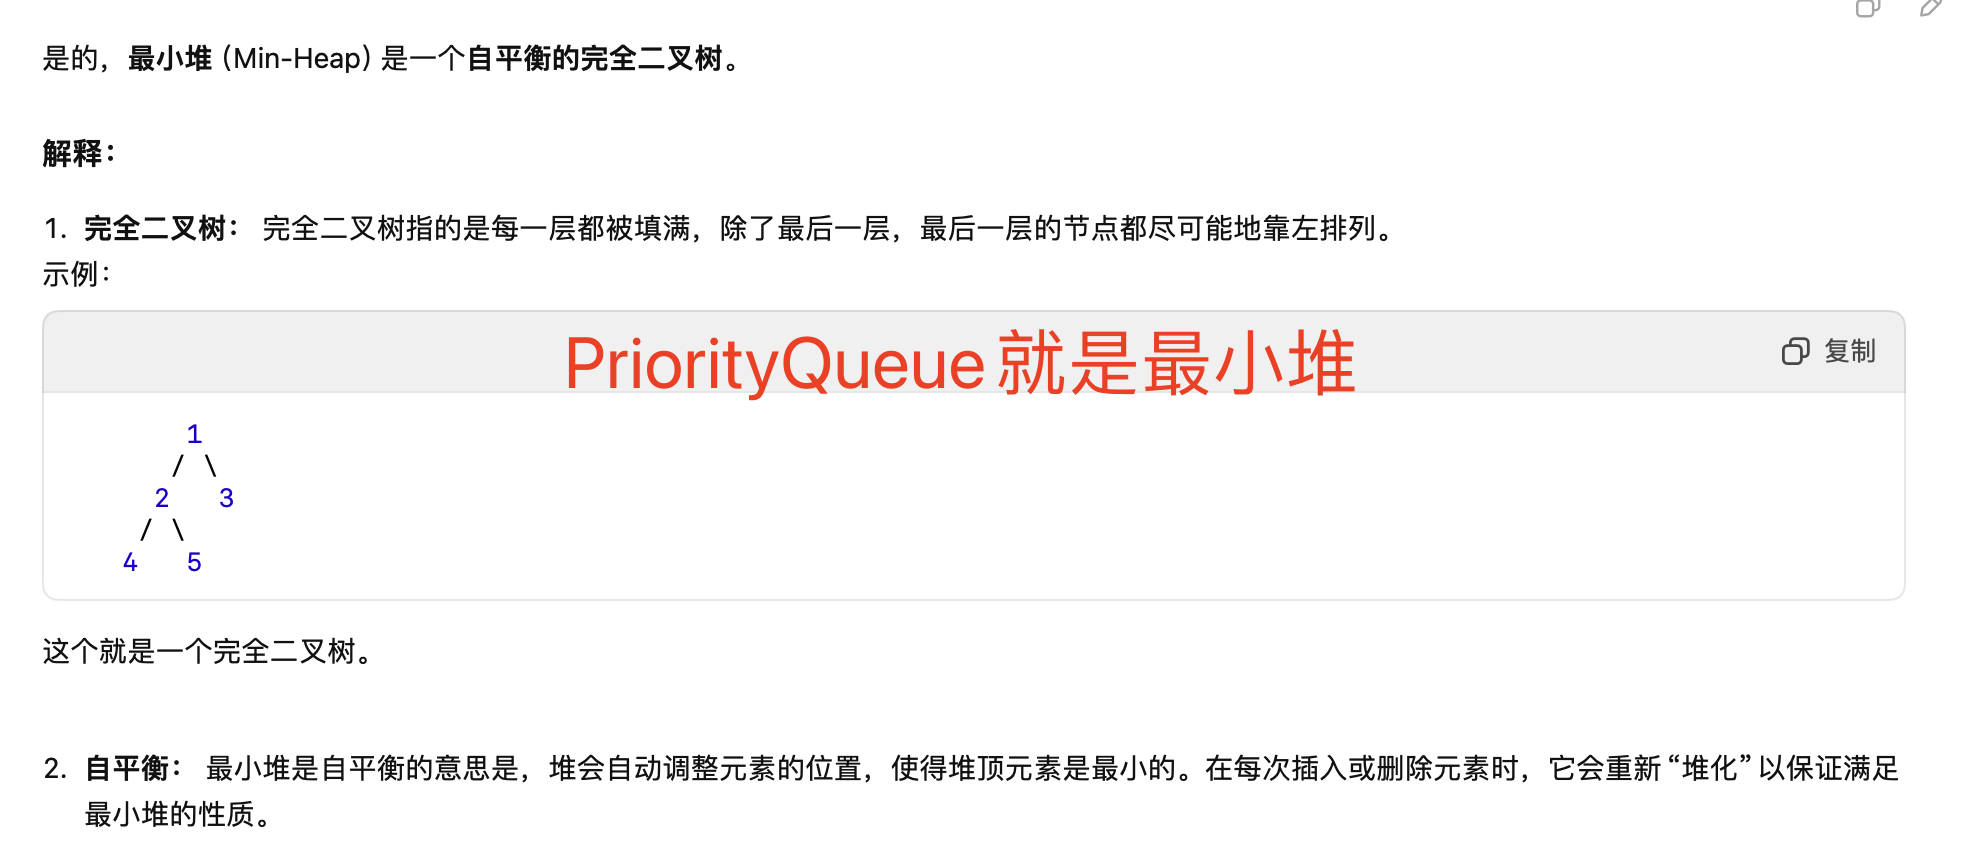 是的，最小堆 (Min-Heap) 是一个自平衡的完全二叉树。
解释：
1. 完全二叉树： 完全二叉树指的是每一层都被填满，除了最后一层，最后一层的节点都尽可能地靠左排列。
示例：
PriorityQueue就是最小堆
复制
1
/ \
2 3
/ \
4 5
这个就是一个完全二叉树。
2. 自平衡： 最小堆是自平衡的意思是，堆会自动调整元素的位置，使得堆顶元素是最小的。在每次插入或删除元素时，它会重新“堆化”以保证满足
最小堆的性质。